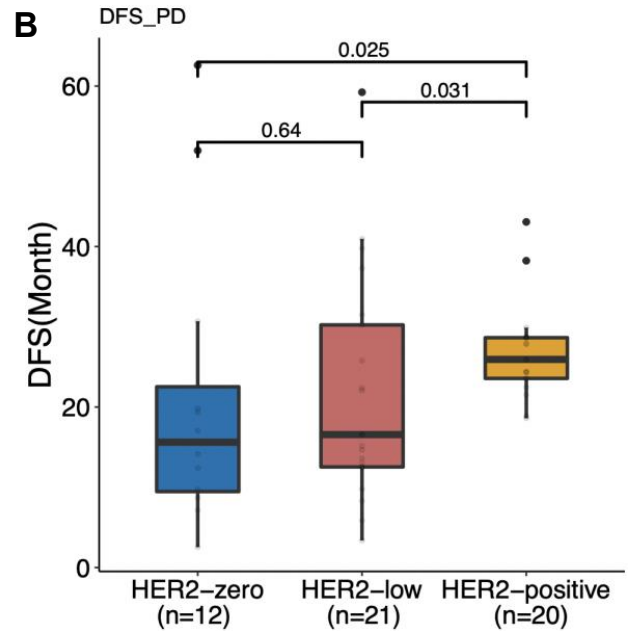 B
DFS_PD
0.025
0.031
0.64
60
40
20
0
DFS(Month)
HER2-zero
(n=12)
HER2-low
(n=21)
HER2-positive
(n=20)